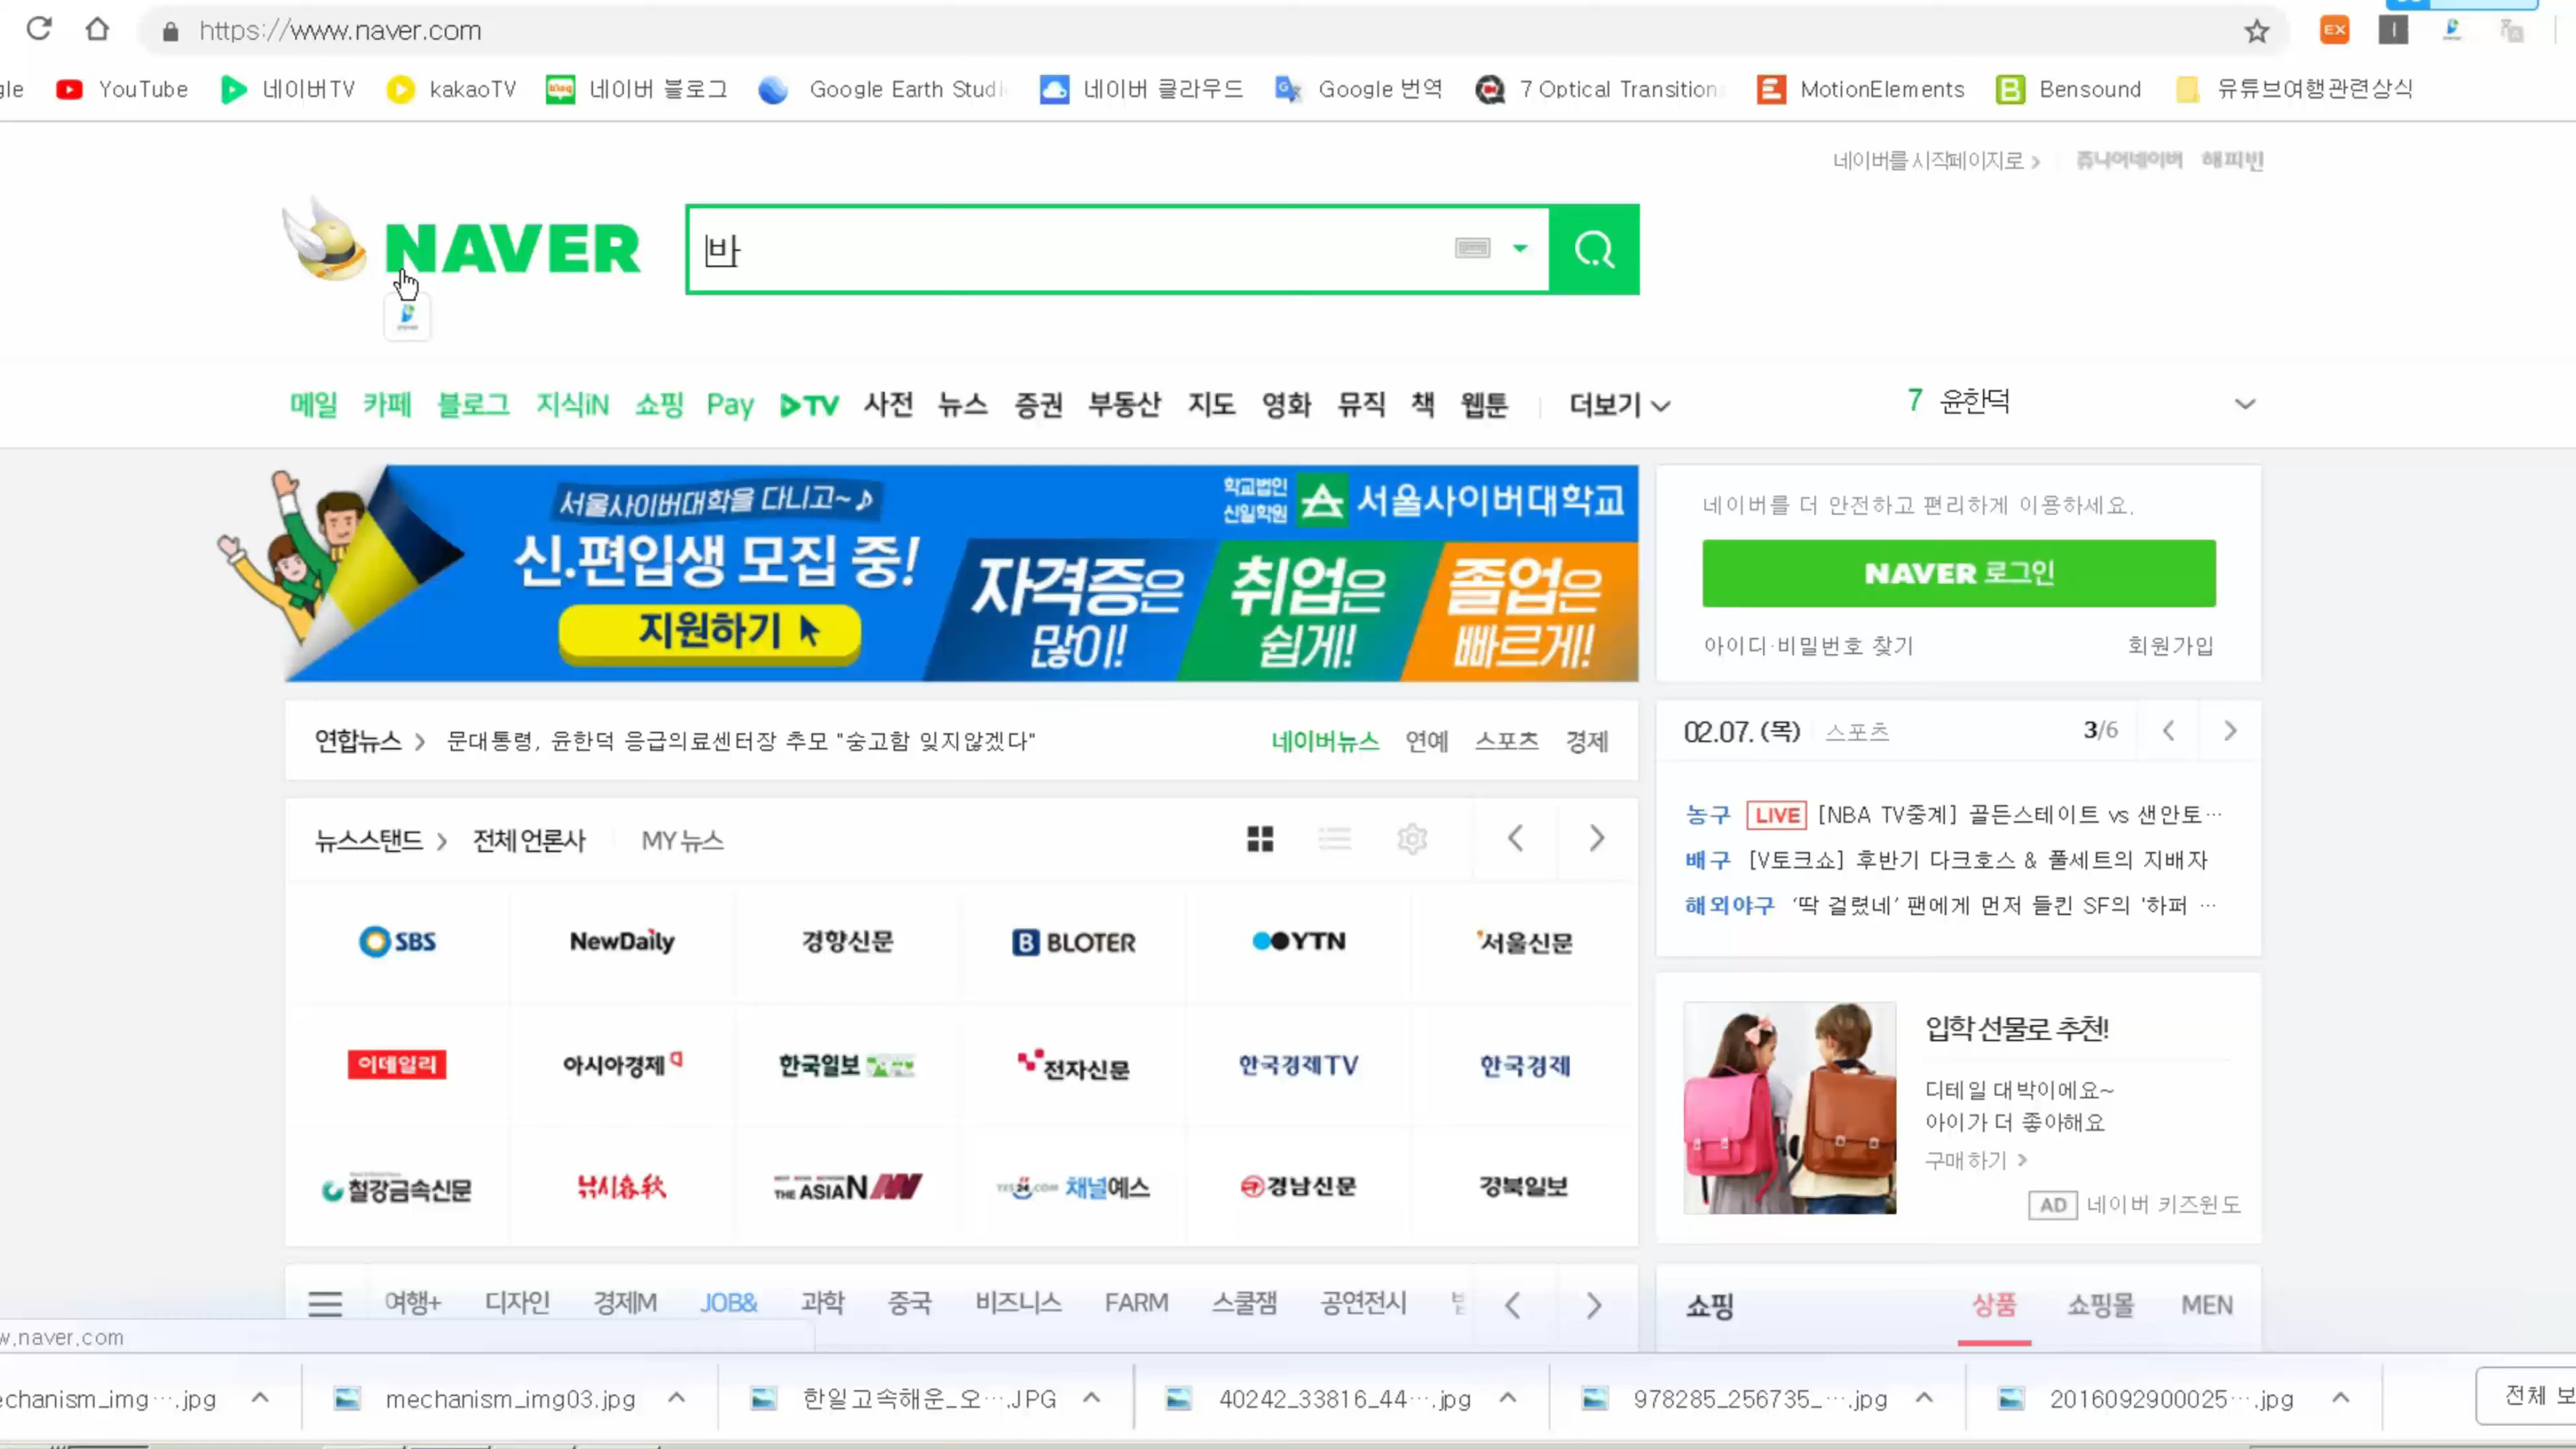 https://www.naver.com
YouTube 네이버TV kakaoTV 네이버 블로그 Google Earth Studi 네이버 클라우드 Google 번역 7 Optical Transition MotionElements Bensound 유튜브여행관련상식
네이버를 시작페이지로 > 쥬니어네이버 해피빈
NAVER 바
메일 카페 블로그 지식iN 쇼핑 Pay TV 사전 뉴스 증권 부동산 지도 영화 뮤직 책 웹툰 더보기 7 윤한덕
서울사이버대학을 다니고~♪
신.편입생 모집 중!
지원하기
학교법인 신일학원 서울사이버대학교
자격증은 많이!
취업은 쉽게!
졸업은 빠르게!
네이버를 더 안전하고 편리하게 이용하세요.
NAVER 로그인
아이디·비밀번호 찾기 회원가입
연합뉴스 > 문대통령, 윤한덕 응급의료센터장 추모 "숭고함 잊지않겠다" 네이버뉴스 연예 스포츠 경제
02.07. (목) 스포츠 3/6
농구 LIVE [NBA TV중계] 골든스테이트 vs 샌안토…
배구 [V토크쇼] 후반기 다크호스 & 풀세트의 지배자
해외야구 '딱 걸렸네' 팬에게 먼저 들킨 SF의 '하퍼 …
뉴스스탠드 > 전체 언론사 MY 뉴스
SBS NewDaily 경향신문 BLOTER YTN 서울신문
이데일리 아시아경제 한국일보 전자신문 한국경제TV 한국경제
철강금속신문 낚시春秋 THE ASIAN YES24.COM 채널예스 경남신문 경북일보
입학 선물로 추천!
디테일 대박이에요~
아이가 더 좋아해요
구매하기 >
AD 네이버 키즈윈도
여행+ 디자인 경제M JOB& 과학 중국 비즈니스 FARM 스쿨잼 공연전시
쇼핑 상품 쇼핑몰 MEN
w.naver.com
echanism_img….jpg mechanism_img03.jpg 한일고속해운_오….JPG 40242_33816_44….jpg 978285_256735_….jpg 2016092900025….jpg 전체 보